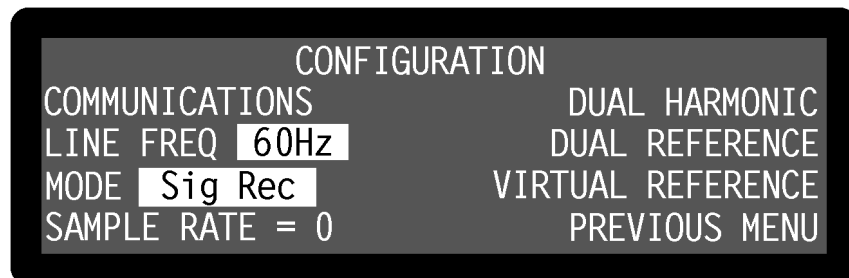 CONFIGURATION
COMMUNICATIONS DUAL HARMONIC
LINE FREQ 60Hz DUAL REFERENCE
MODE Sig Rec VIRTUAL REFERENCE
SAMPLE RATE = 0 PREVIOUS MENU